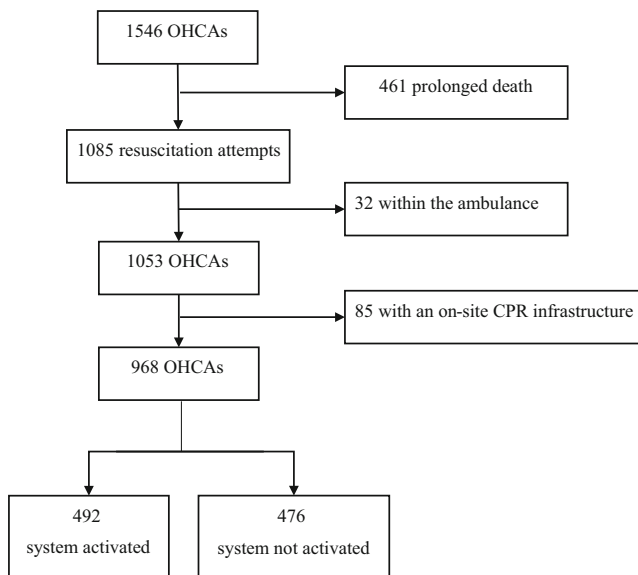 1546 OHCAs
461 prolonged death
1085 resuscitation attempts
32 within the ambulance
1053 OHCAs
85 with an on-site CPR infrastructure
968 OHCAs
492
system activated
476
system not activated